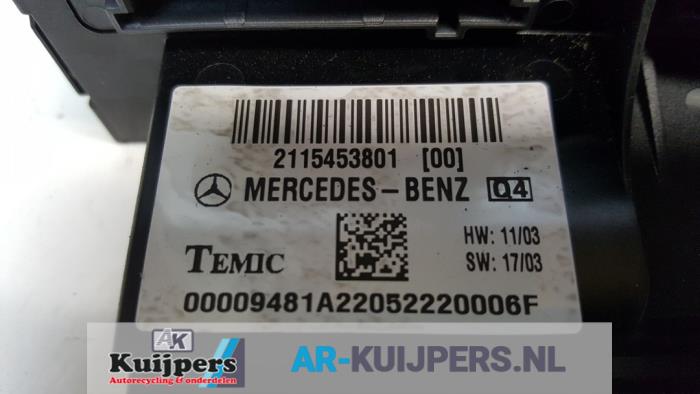 2115453801 [00]
MERCEDES-BENZ Q4
HW: 11/03
TEMIC
SW: 17/03
00009481A22052220006F
AK
Kuijpers
Autorecycling & onderdelen
AR-KUIJPERS.NL